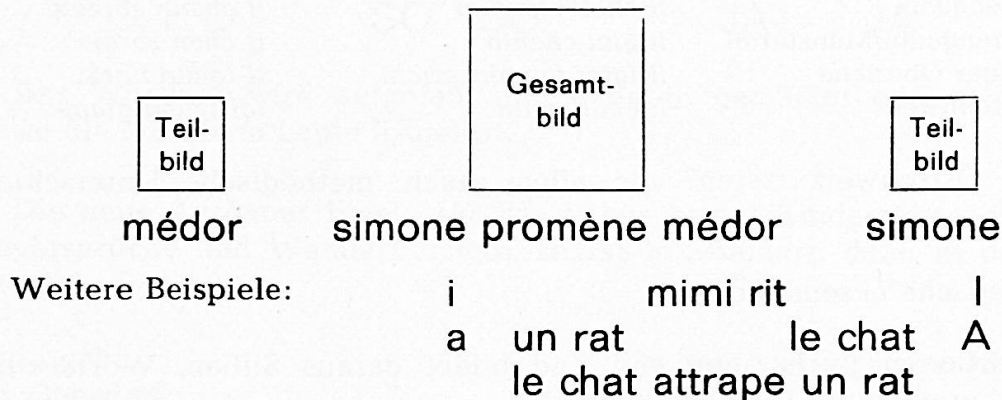 Gesamt-
bild
Teil-
bild
Teil-
bild
médor simone promène médor simone
Weitere Beispiele: i mimi rit I
a un rat le chat A
le chat attrape un rat